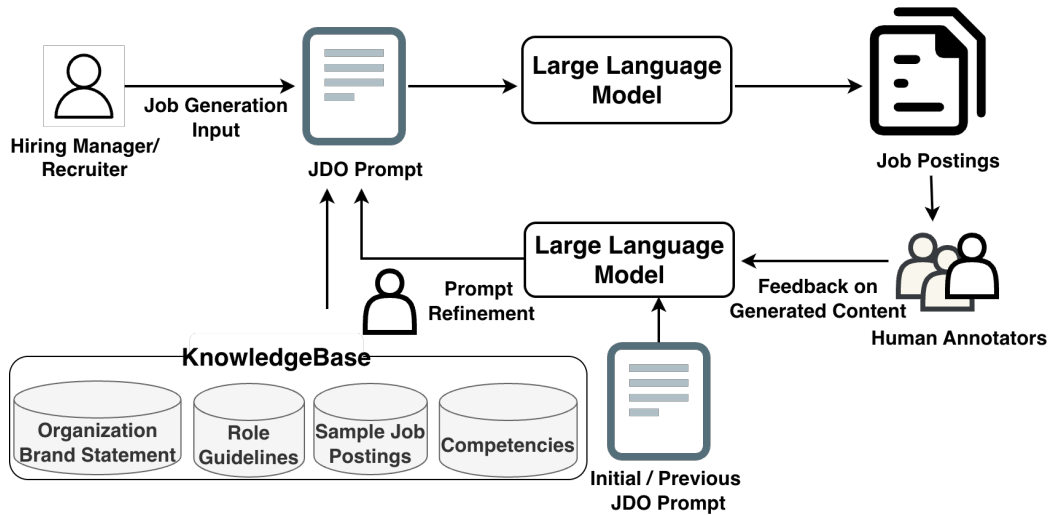 Hiring Manager/
Recruiter
Job Generation
Input
JDO Prompt
Large Language
Model
Job Postings
Large Language
Model
Prompt
Refinement
Feedback on
Generated Content
Human Annotators
KnowledgeBase
Organization
Brand Statement
Role
Guidelines
Sample Job
Postings
Competencies
Initial / Previous
JDO Prompt